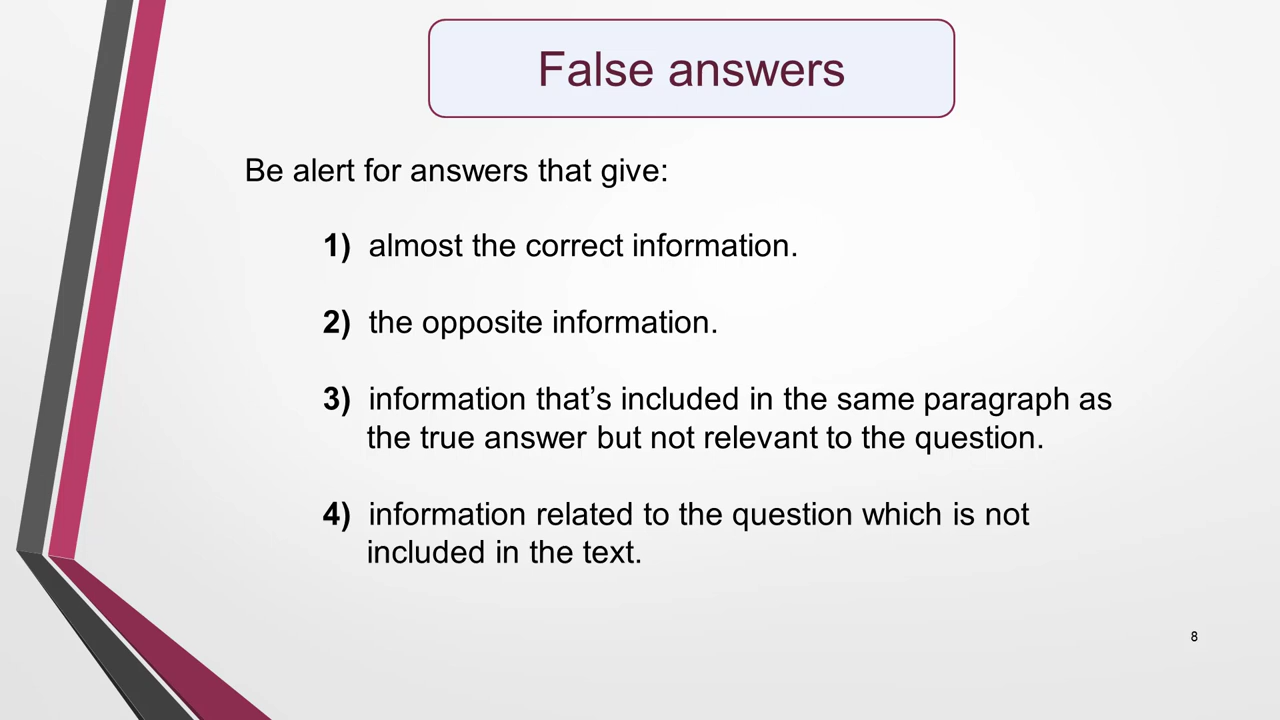 False answers
Be alert for answers that give:
1) almost the correct information.
2) the opposite information.
3) information that’s included in the same paragraph as
the true answer but not relevant to the question.
4) information related to the question which is not
included in the text.
8